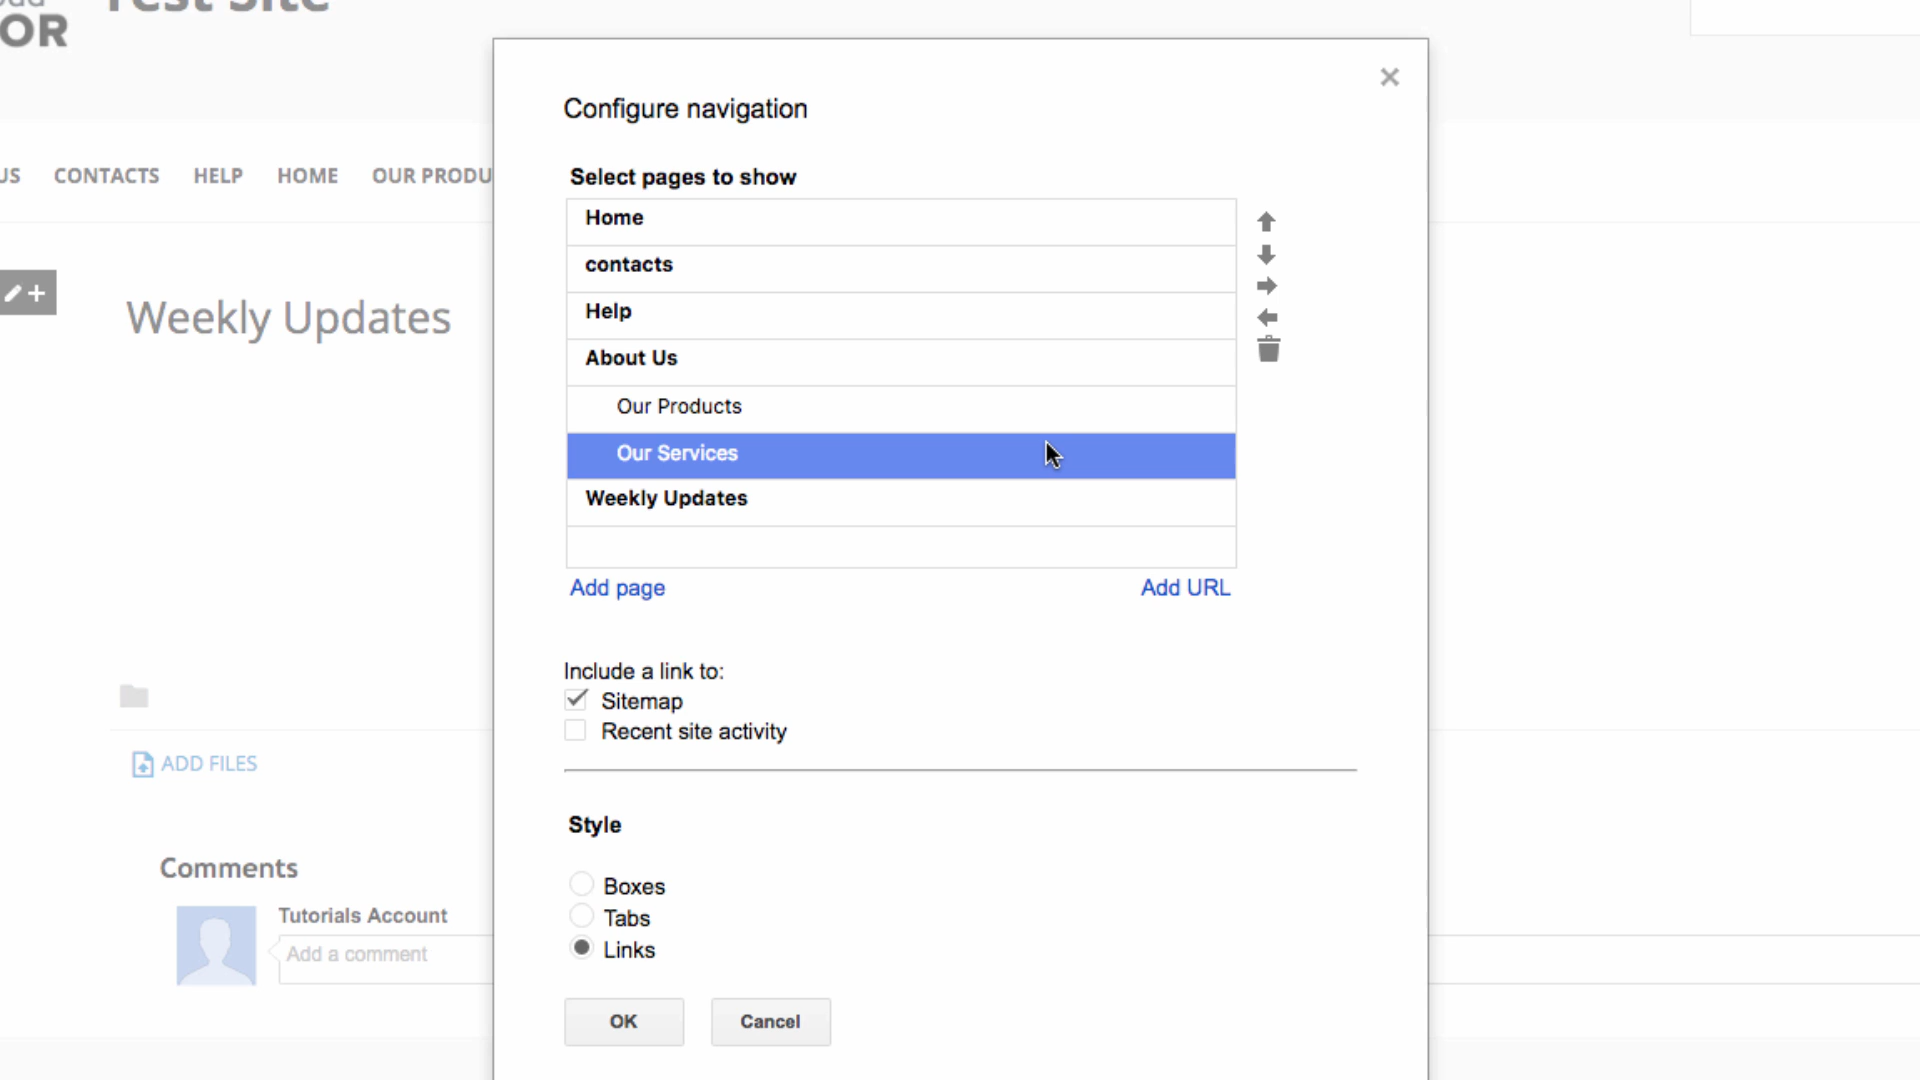 Test Site
OR
US CONTACTS HELP HOME OUR PRODU
Weekly Updates
ADD FILES
Comments
Tutorials Account
Add a comment
Configure navigation
Select pages to show
Home
contacts
Help
About Us
Our Products
Our Services
Weekly Updates
Add page Add URL
Include a link to:
Sitemap
Recent site activity
Style
Boxes
Tabs
Links
OK Cancel